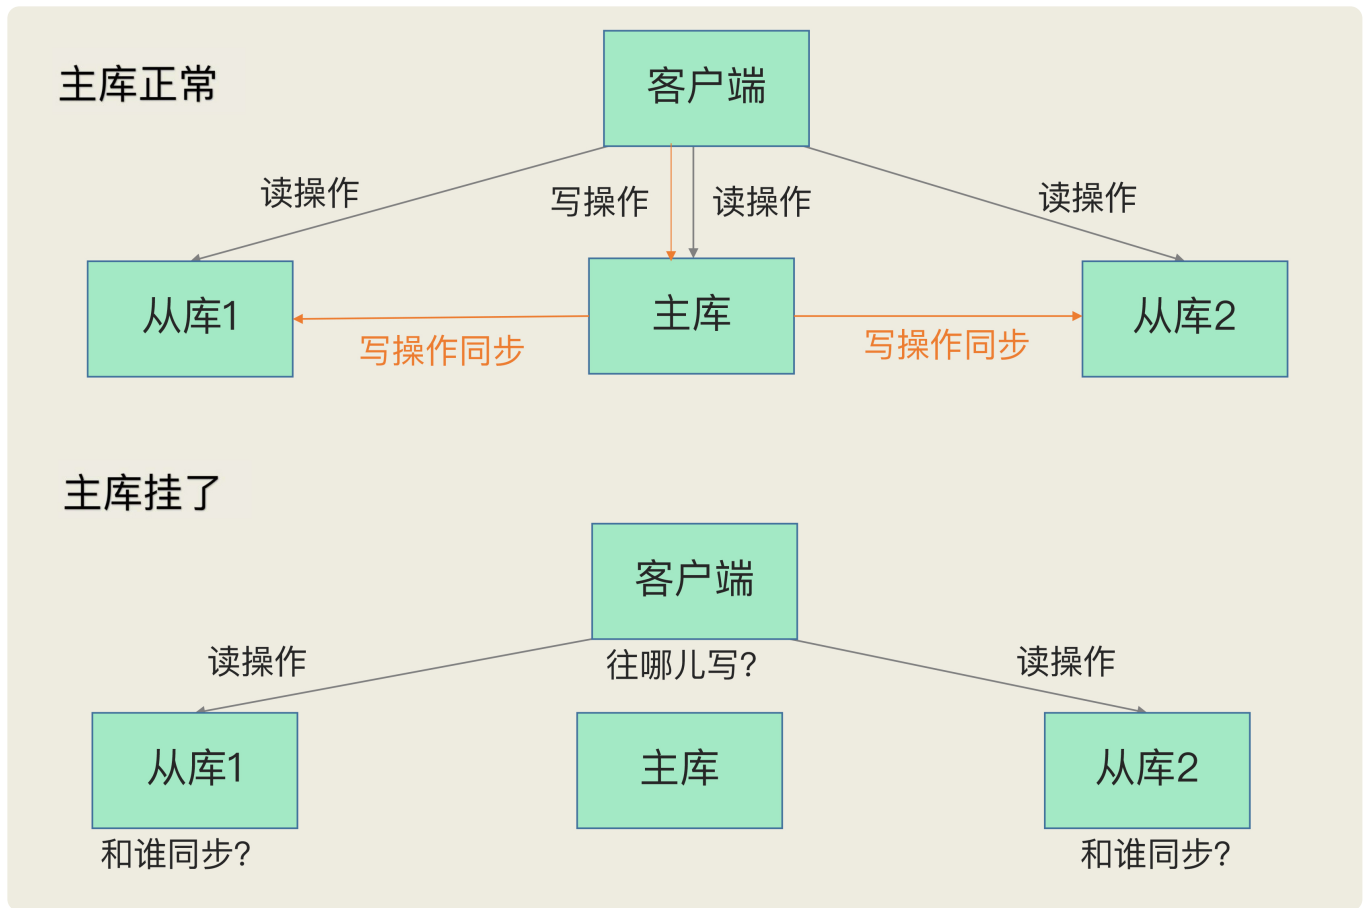 主库正常
客户端
读操作
写操作
读操作
读操作
从库1
主库
从库2
写操作同步
写操作同步
主库挂了
客户端
读操作
往哪儿写?
读操作
从库1
主库
从库2
和谁同步?
和谁同步?